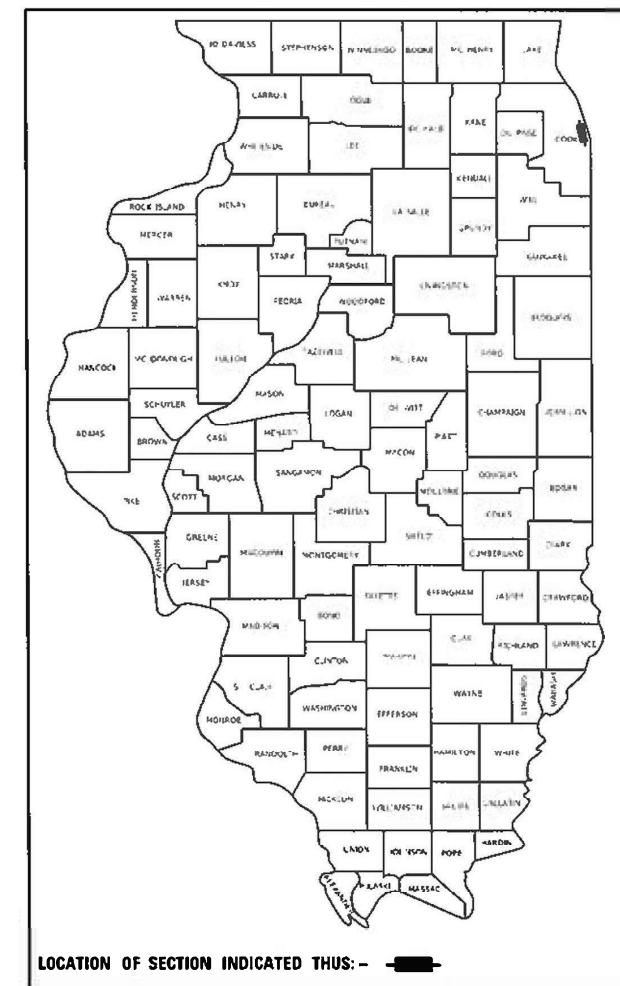 JO DAVIESS STEPHENSON WINNEBAGO BOONE MC HENRY LAKE
CARROLL OGLE KANE COOK
WHITESIDE LEE DE KALB DU PAGE
KENDALL WILL
ROCK ISLAND HENRY BUREAU LA SALLE GRUNDY
MERCER PUTNAM KANKAKEE
STARK MARSHALL LIVINGSTON
HENDERSON WARREN KNOX PEORIA WOODFORD IROQUOIS
HANCOCK MC DONOUGH FULTON TAZEWELL MC LEAN FORD
SCHUYLER MASON LOGAN DE WITT CHAMPAIGN VERMILION
ADAMS BROWN CASS MENARD PIATT
MACON
PIKE SCOTT MORGAN SANGAMON MOULTRIE DOUGLAS EDGAR
CHRISTIAN COLES
CALHOUN GREENE MACOUPIN MONTGOMERY SHELBY CUMBERLAND CLARK
JERSEY FAYETTE EFFINGHAM JASPER CRAWFORD
MADISON BOND CLAY RICHLAND LAWRENCE
CLINTON MARION
ST CLAIR WASHINGTON JEFFERSON WAYNE EDWARDS WABASH
MONROE
RANDOLPH PERRY HAMILTON WHITE
FRANKLIN
JACKSON WILLIAMSON SALINE GALLATIN
UNION JOHNSON POPE HARDIN
ALEXANDER PULASKI MASSAC
LOCATION OF SECTION INDICATED THUS:-